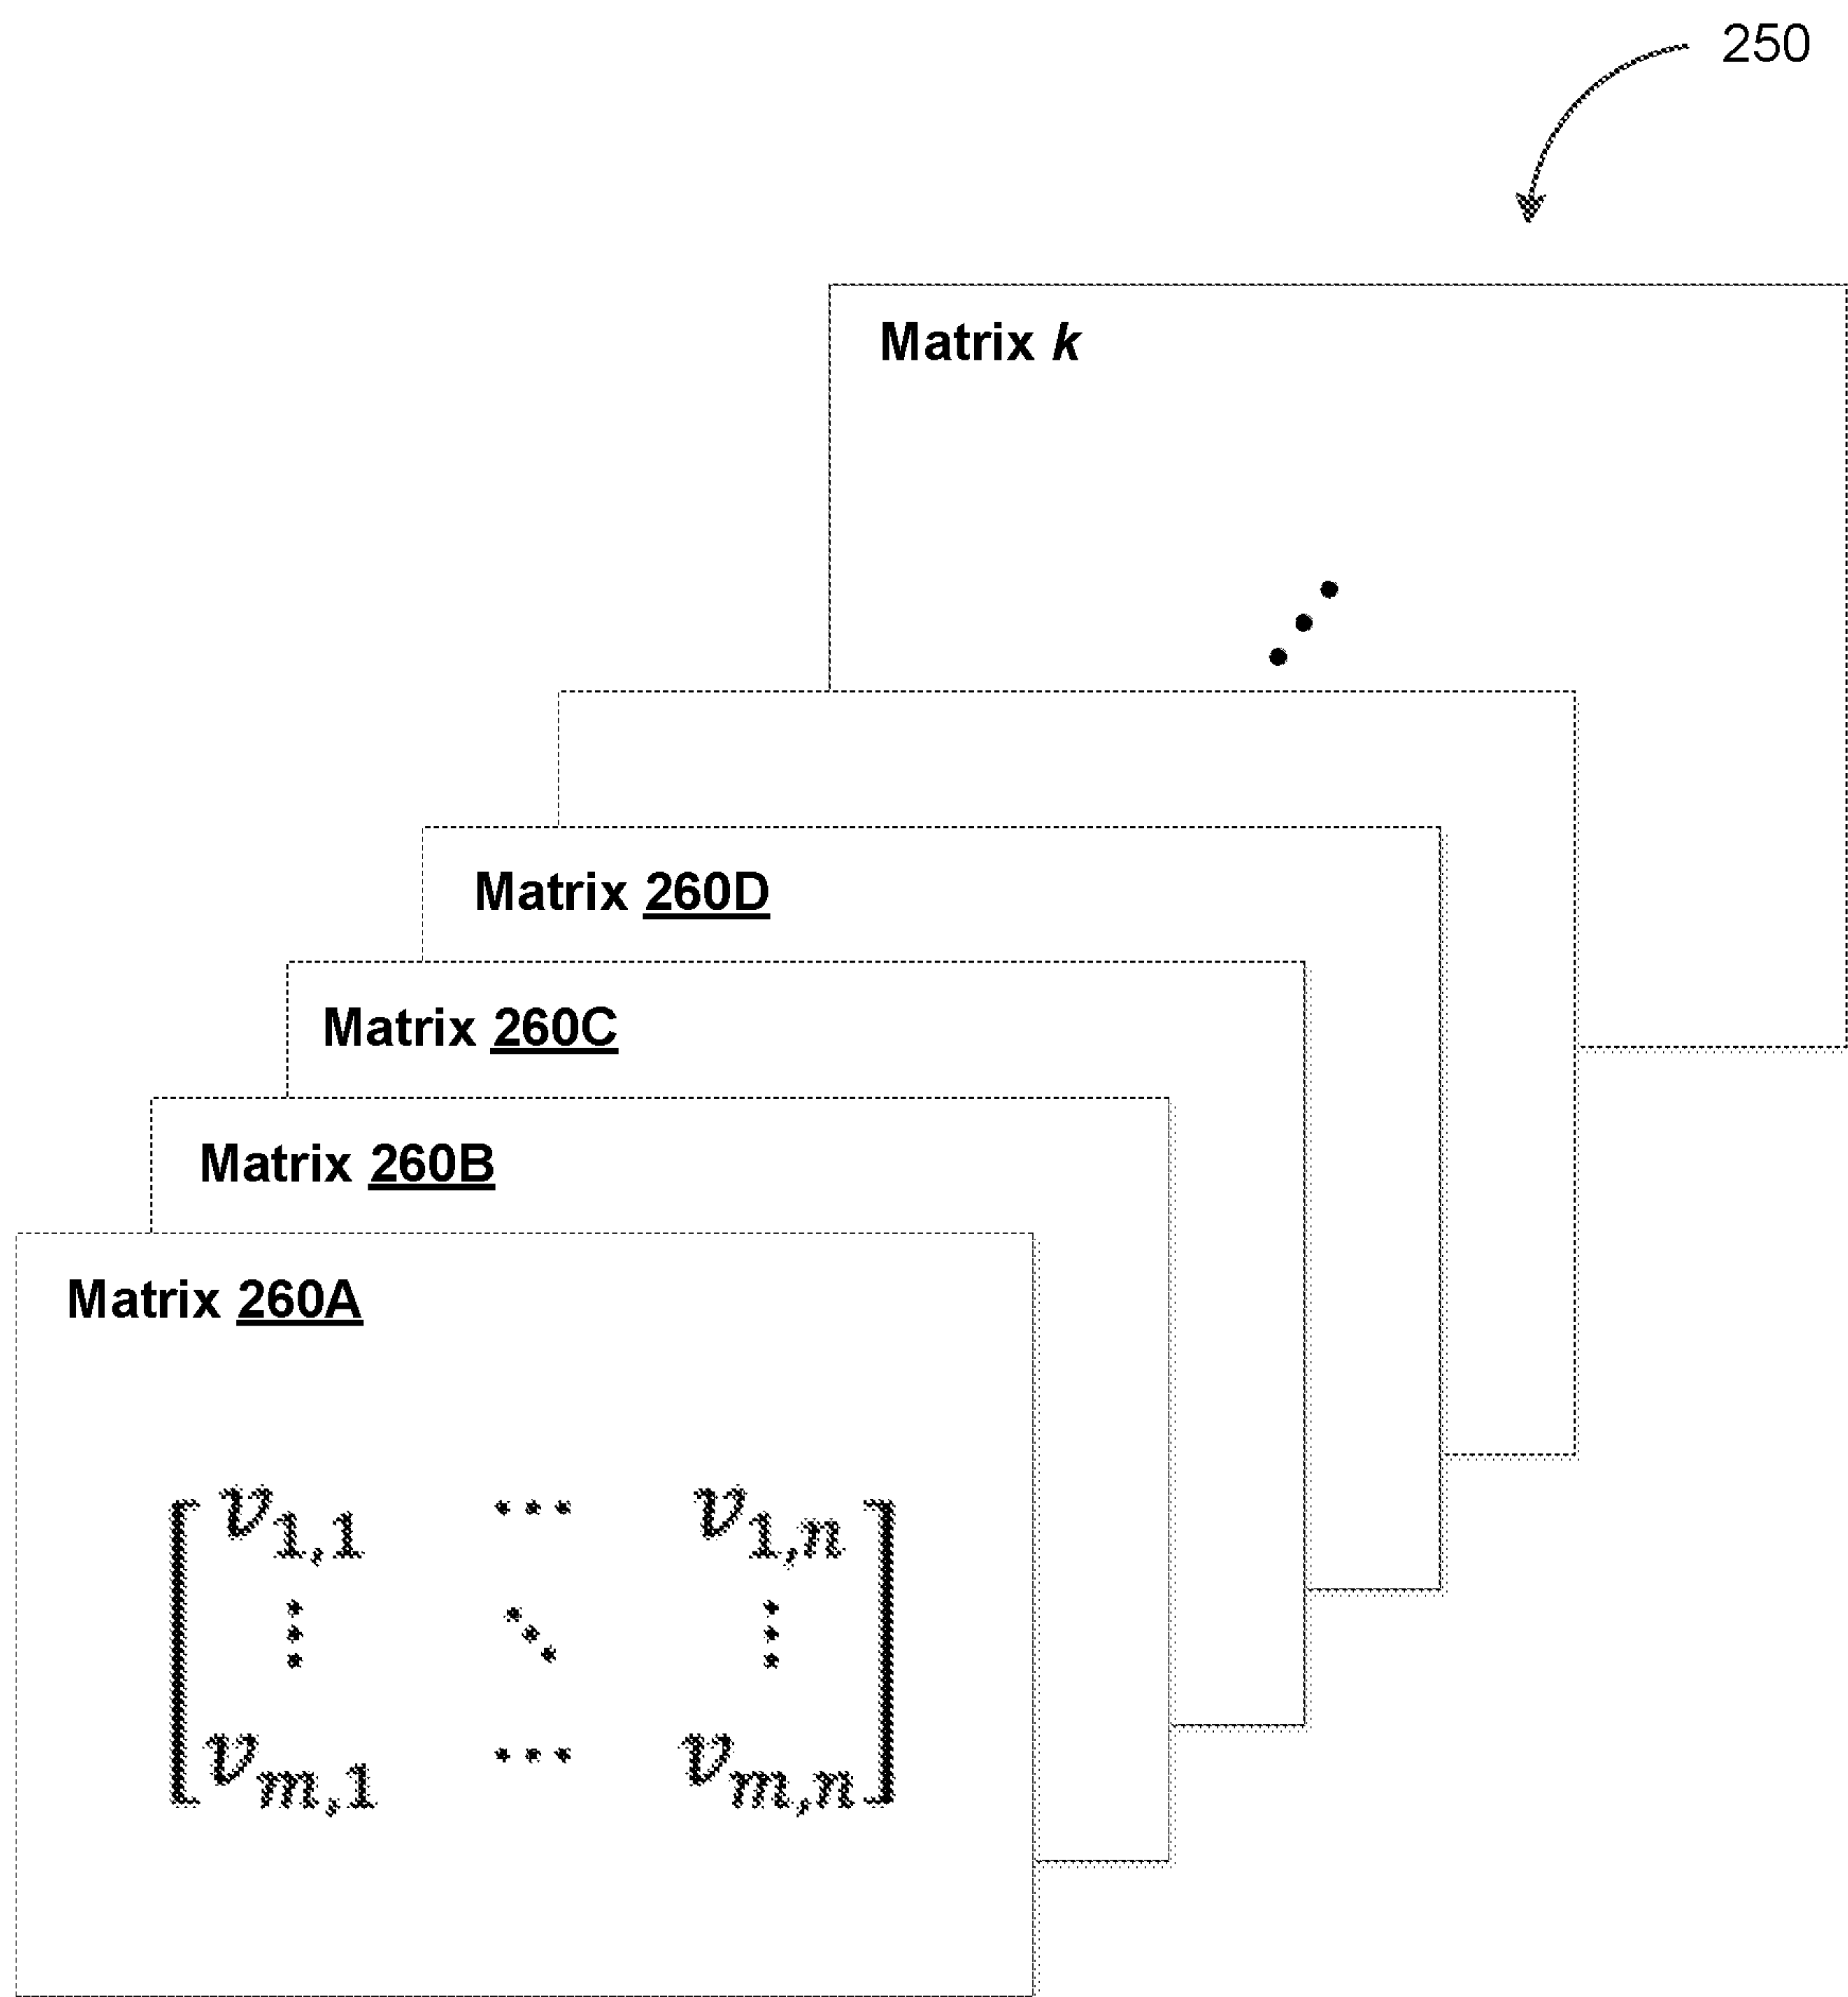 250
Matrix k
Matrix 260D
Matrix 260C
Matrix 260B
Matrix 260A
v1,1 ··· v1,n
⋮ ⋱ ⋮
vm,1 ··· vm,n